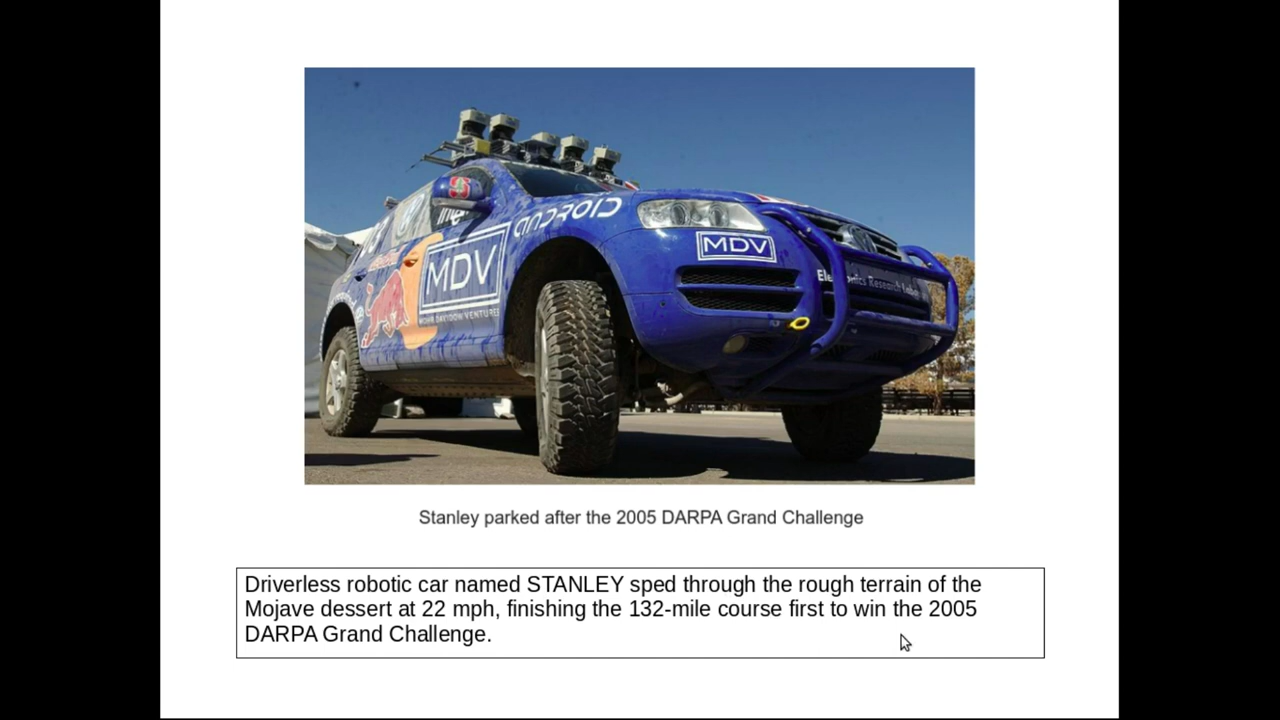 ANDROID
MDV
MDV
MOHR DAVIDOW VENTURES
Stanley parked after the 2005 DARPA Grand Challenge
Driverless robotic car named STANLEY sped through the rough terrain of the
Mojave dessert at 22 mph, finishing the 132-mile course first to win the 2005
DARPA Grand Challenge.